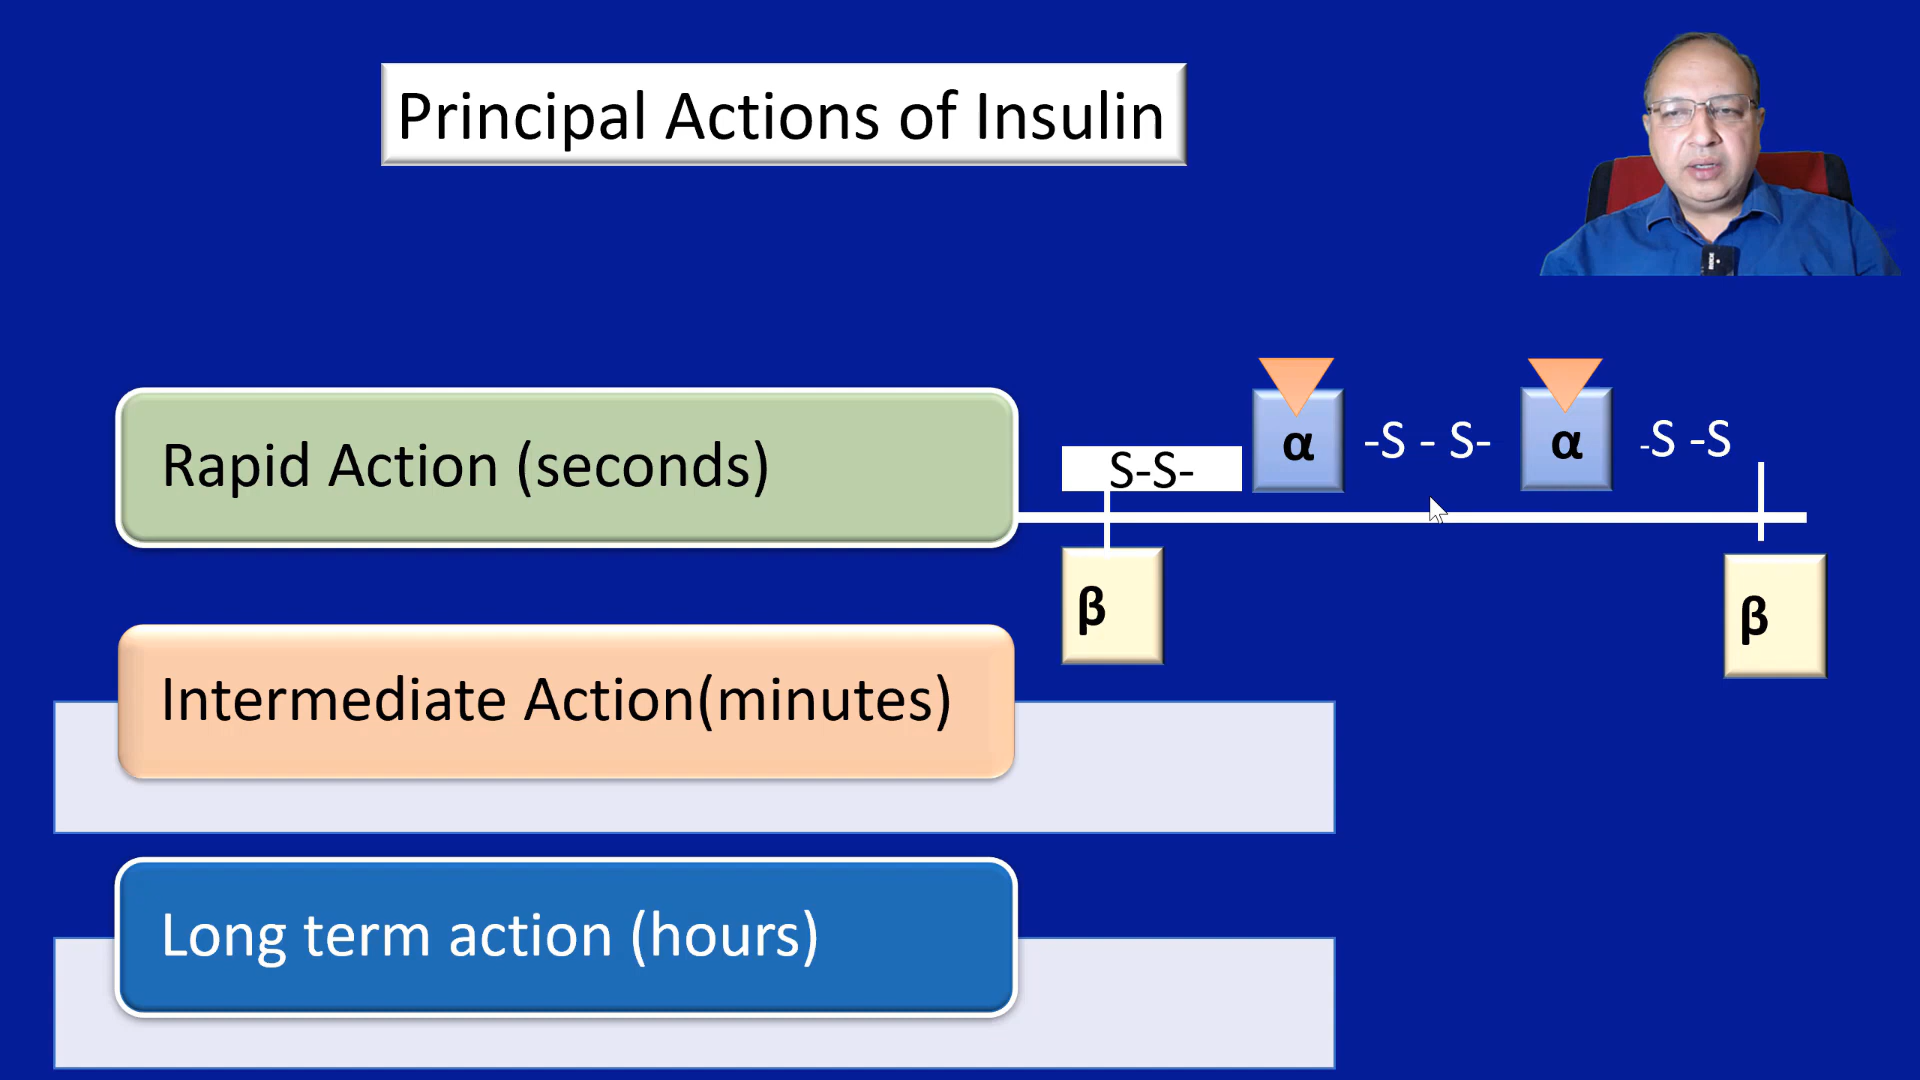 Principal Actions of Insulin
Rapid Action (seconds)
S-S-
α
-S - S-
α
-S -S
β
β
Intermediate Action(minutes)
Long term action (hours)